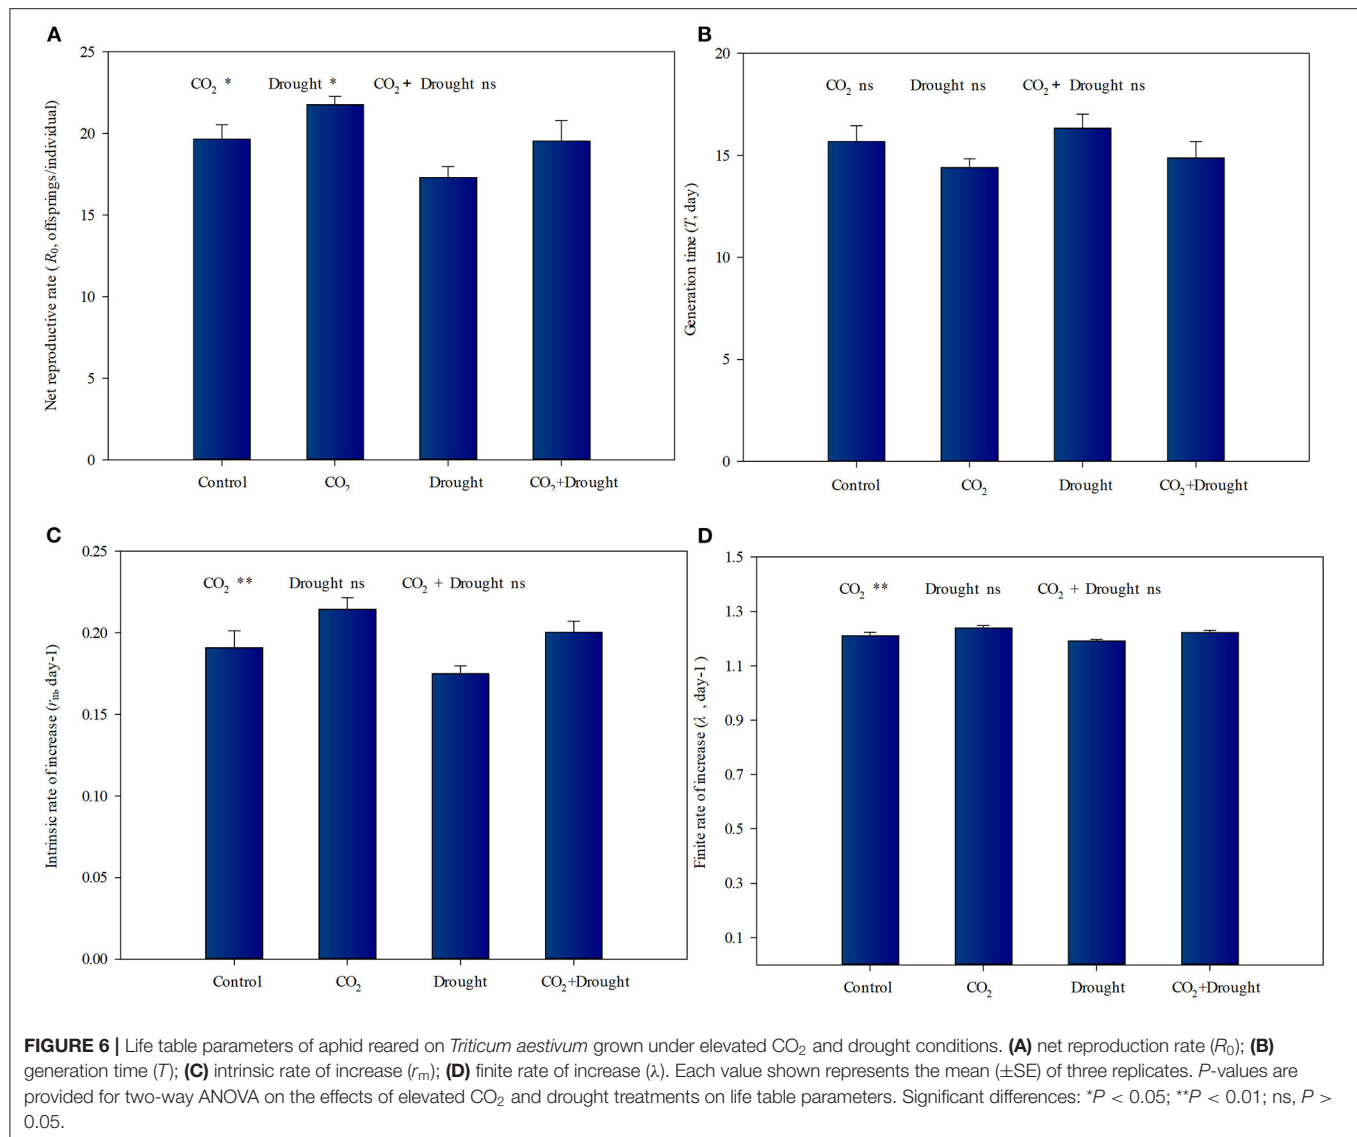 A
25
20
15
10
5
0
Net reproductive rate (R₀, offsprings/individual)
CO₂ * Drought * CO₂ + Drought ns
Control CO₂ Drought CO₂+Drought
B
20
15
10
5
0
Generation time (T, day)
CO₂ ns Drought ns CO₂ + Drought ns
Control CO₂ Drought CO₂+Drought
C
0.25
0.20
0.15
0.10
0.05
0.00
Intrinsic rate of increase (rm, day-1)
CO₂ ** Drought ns CO₂ + Drought ns
Control CO₂ Drought CO₂+Drought
D
1.5
1.3
1.1
0.9
0.7
0.5
0.3
0.1
Finite rate of increase (λ , day-1 )
CO₂ ** Drought ns CO₂ + Drought ns
Control CO₂ Drought CO₂+Drought
FIGURE 6 | Life table parameters of aphid reared on Triticum aestivum grown under elevated CO₂ and drought conditions. (A) net reproduction rate (R₀); (B)
generation time (T); (C) intrinsic rate of increase (rm); (D) finite rate of increase (λ). Each value shown represents the mean (±SE) of three replicates. P-values are
provided for two-way ANOVA on the effects of elevated CO₂ and drought treatments on life table parameters. Significant differences: *P < 0.05; **P < 0.01; ns, P >
0.05.